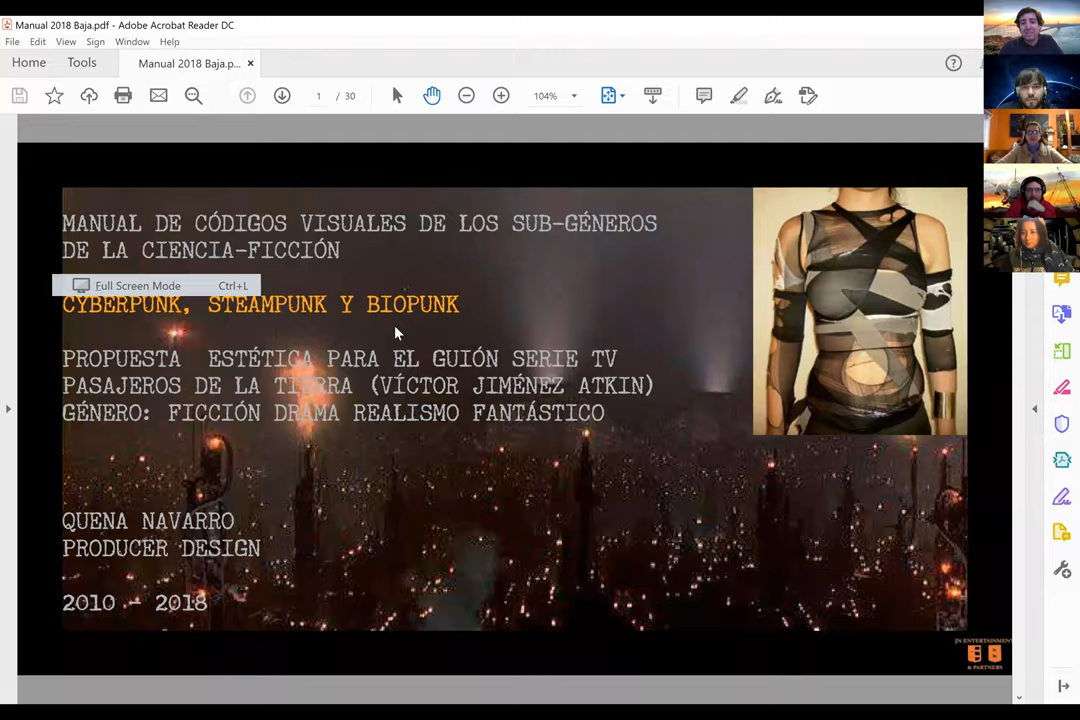 Manual 2018 Baja.pdf - Adobe Acrobat Reader DC
File Edit View Sign Window Help
Home Tools Manual 2018 Baja.p... ×
1 / 30 104%
MANUAL DE CÓDIGOS VISUALES DE LOS SUB-GÉNEROS
DE LA CIENCIA-FICCIÓN
Full Screen Mode Ctrl+L
CYBERPUNK, STEAMPUNK Y BIOPUNK
PROPUESTA ESTÉTICA PARA EL GUIÓN SERIE TV
PASAJEROS DE LA TIERRA (VÍCTOR JIMÉNEZ ATKIN)
GÉNERO: FICCIÓN DRAMA REALISMO FANTÁSTICO
QUENA NAVARRO
PRODUCER DESIGN
2010 - 2018
JN ENTERTAINMENT
& PARTNERS